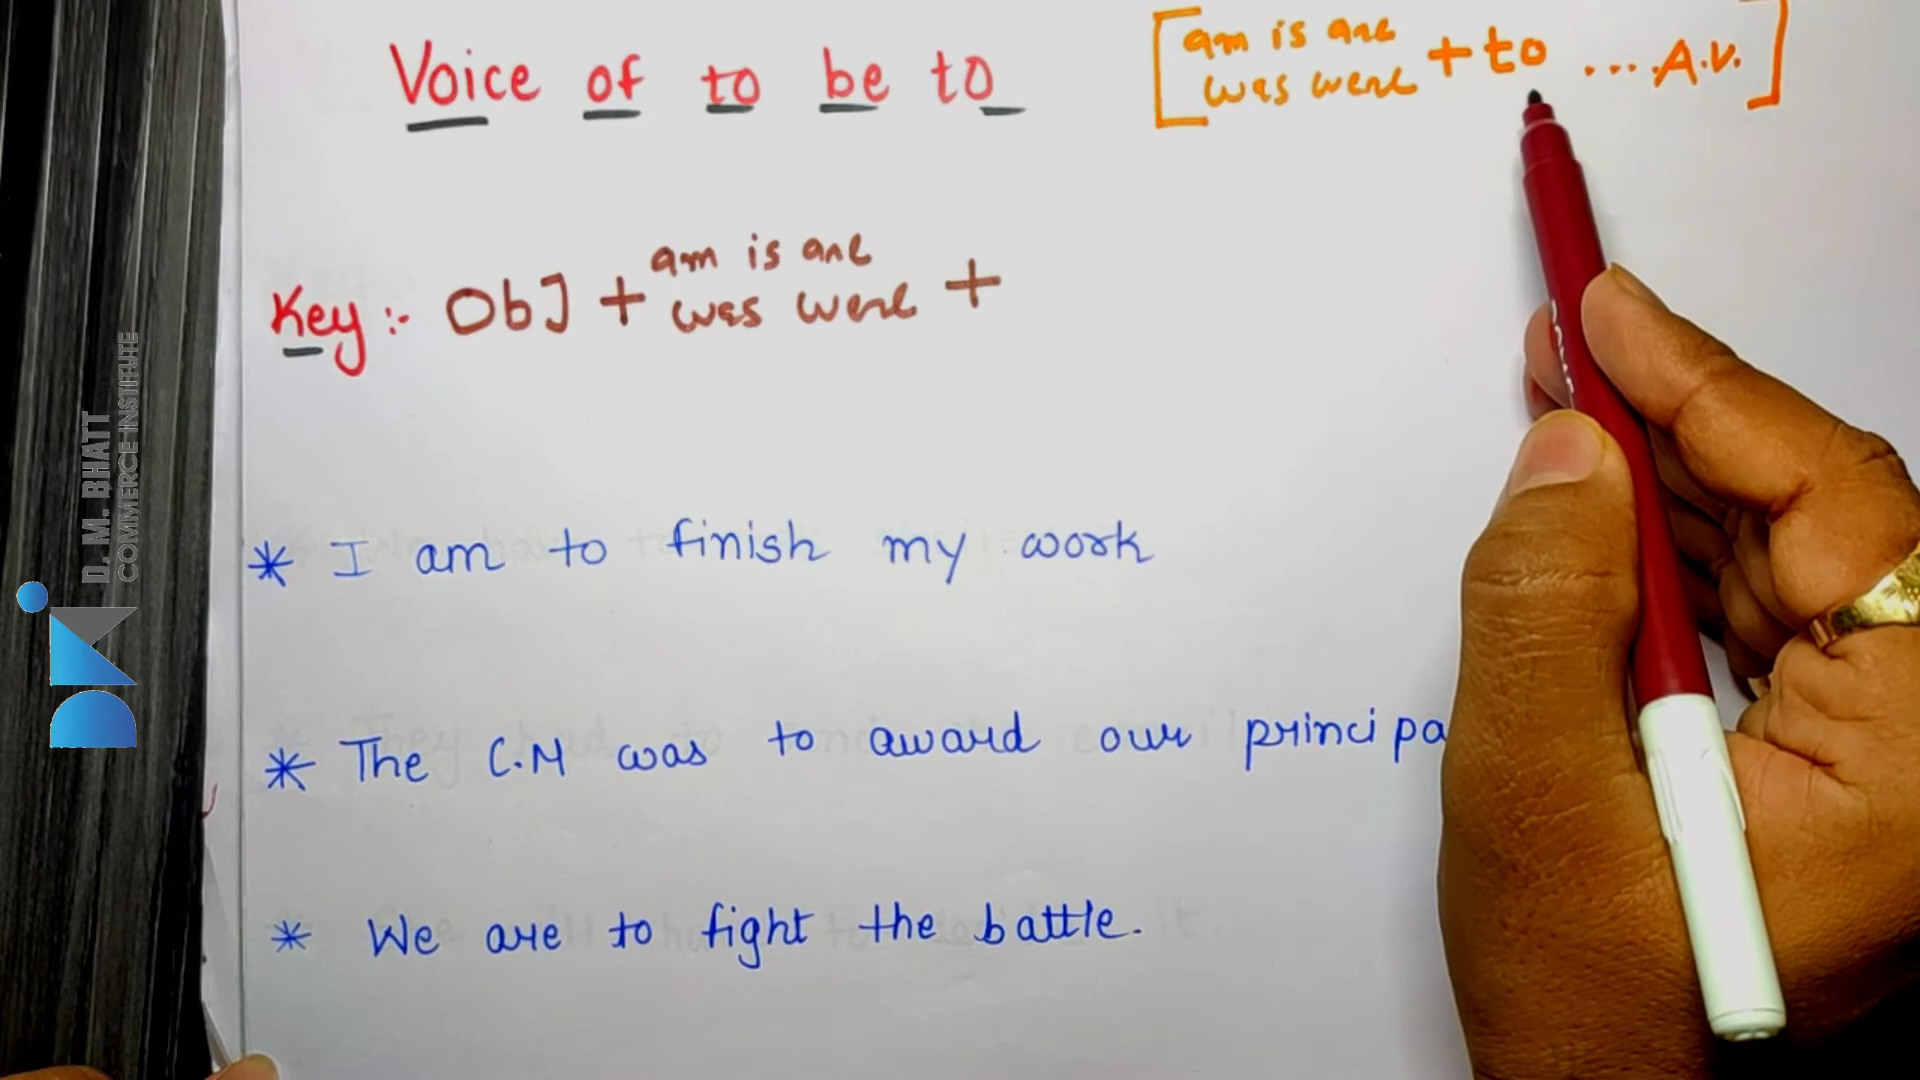 Voice of to be to
[am is are
was were + to ... A.V.]
Key :- Obj + am is are
was were +
* I am to finish my work
* The C.M was to award our principa
* We are to fight the battle.
D. M. BHATT
COMMERCE INSTITUTE